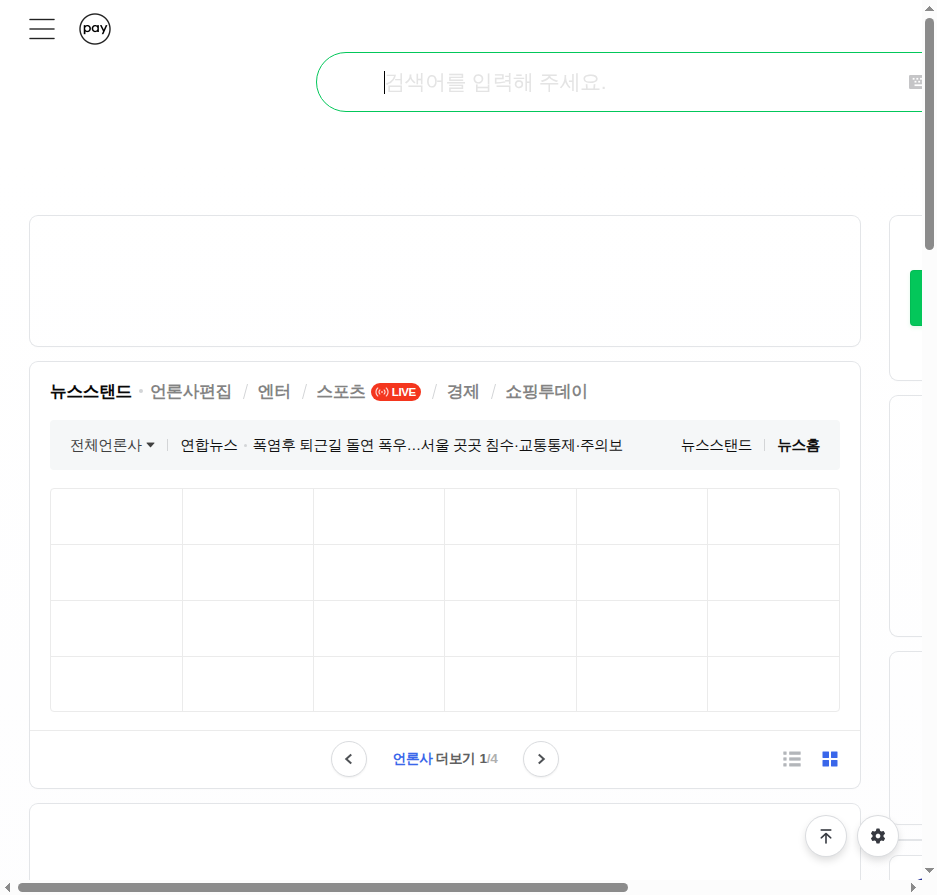 pay
검색어를 입력해 주세요.
뉴스스탠드 · 언론사편집 / 엔터 / 스포츠 LIVE / 경제 / 쇼핑투데이
전체언론사 연합뉴스 · 폭염후 퇴근길 돌연 폭우…서울 곳곳 침수·교통통제·주의보 뉴스스탠드 뉴스홈
언론사 더보기 1/4